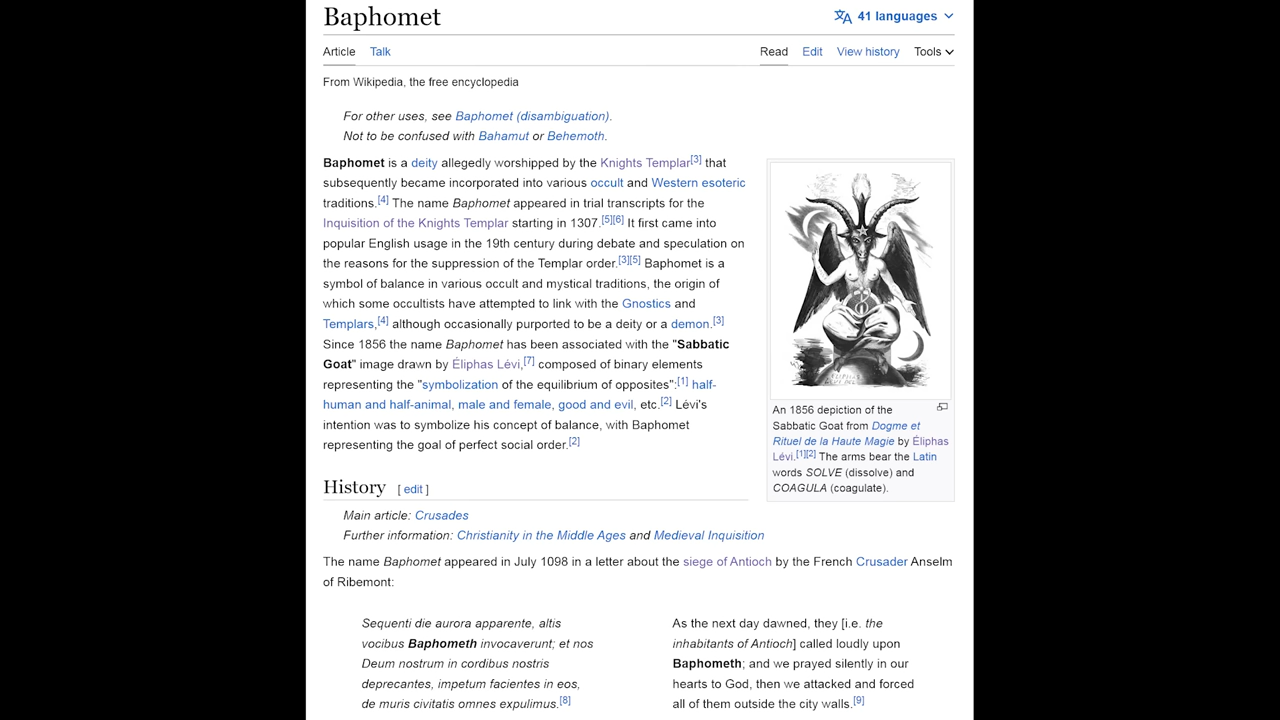 Baphomet
41 languages
Article Talk
Read Edit View history Tools
From Wikipedia, the free encyclopedia
For other uses, see Baphomet (disambiguation).
Not to be confused with Bahamut or Behemoth.
Baphomet is a deity allegedly worshipped by the Knights Templar[3] that
subsequently became incorporated into various occult and Western esoteric
traditions.[4] The name Baphomet appeared in trial transcripts for the
Inquisition of the Knights Templar starting in 1307.[5][6] It first came into
popular English usage in the 19th century during debate and speculation on
the reasons for the suppression of the Templar order.[3][5] Baphomet is a
symbol of balance in various occult and mystical traditions, the origin of
which some occultists have attempted to link with the Gnostics and
Templars,[4] although occasionally purported to be a deity or a demon.[3]
Since 1856 the name Baphomet has been associated with the "Sabbatic
Goat" image drawn by Éliphas Lévi,[7] composed of binary elements
representing the "symbolization of the equilibrium of opposites":[1] half-
human and half-animal, male and female, good and evil, etc.[2] Lévi's
intention was to symbolize his concept of balance, with Baphomet
representing the goal of perfect social order.[2]
An 1856 depiction of the
Sabbatic Goat from Dogme et
Rituel de la Haute Magie by Éliphas
Lévi.[1][2] The arms bear the Latin
words SOLVE (dissolve) and
COAGULA (coagulate).
History [ edit ]
Main article: Crusades
Further information: Christianity in the Middle Ages and Medieval Inquisition
The name Baphomet appeared in July 1098 in a letter about the siege of Antioch by the French Crusader Anselm
of Ribemont:
Sequenti die aurora apparente, altis
vocibus Baphometh invocaverunt; et nos
Deum nostrum in cordibus nostris
deprecantes, impetum facientes in eos,
de muris civitatis omnes expulimus.[8]
As the next day dawned, they [i.e. the
inhabitants of Antioch] called loudly upon
Baphometh; and we prayed silently in our
hearts to God, then we attacked and forced
all of them outside the city walls.[9]